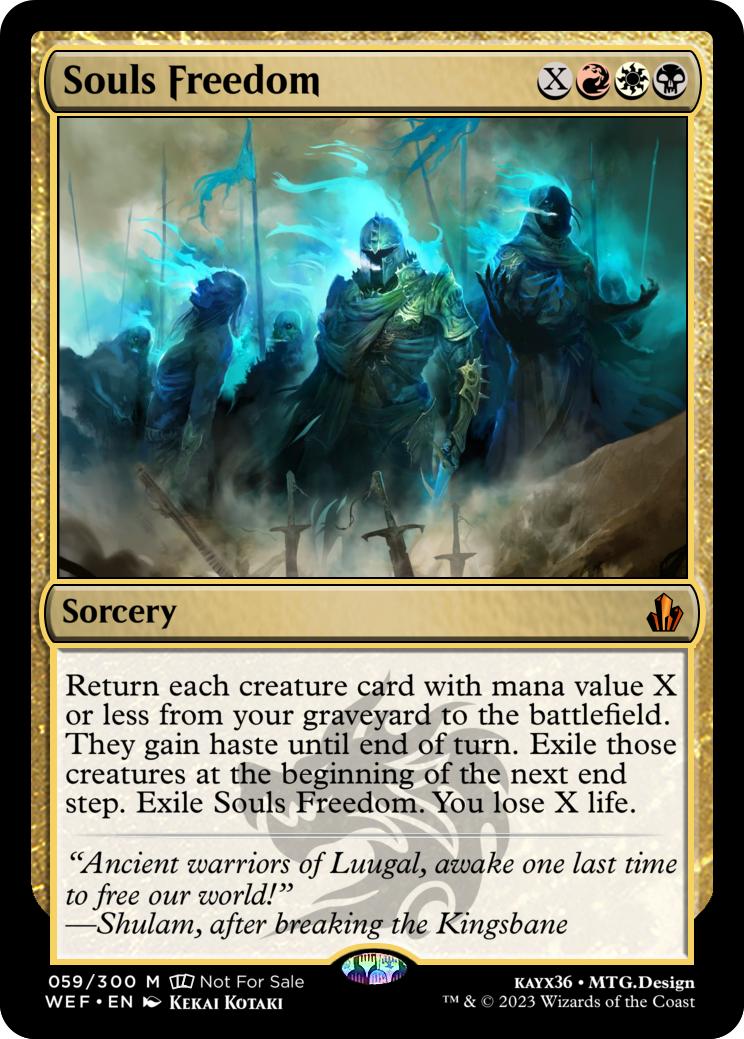 Souls Freedom X
Sorcery
Return each creature card with mana value X
or less from your graveyard to the battlefield.
They gain haste until end of turn. Exile those
creatures at the beginning of the next end
step. Exile Souls Freedom. You lose X life.
“Ancient warriors of Luugal, awake one last time
to free our world!”
—Shulam, after breaking the Kingsbane
059/300 M Not For Sale KAYX36 • MTG.Design
WEF • EN KEKAI KOTAKI ™ & © 2023 Wizards of the Coast